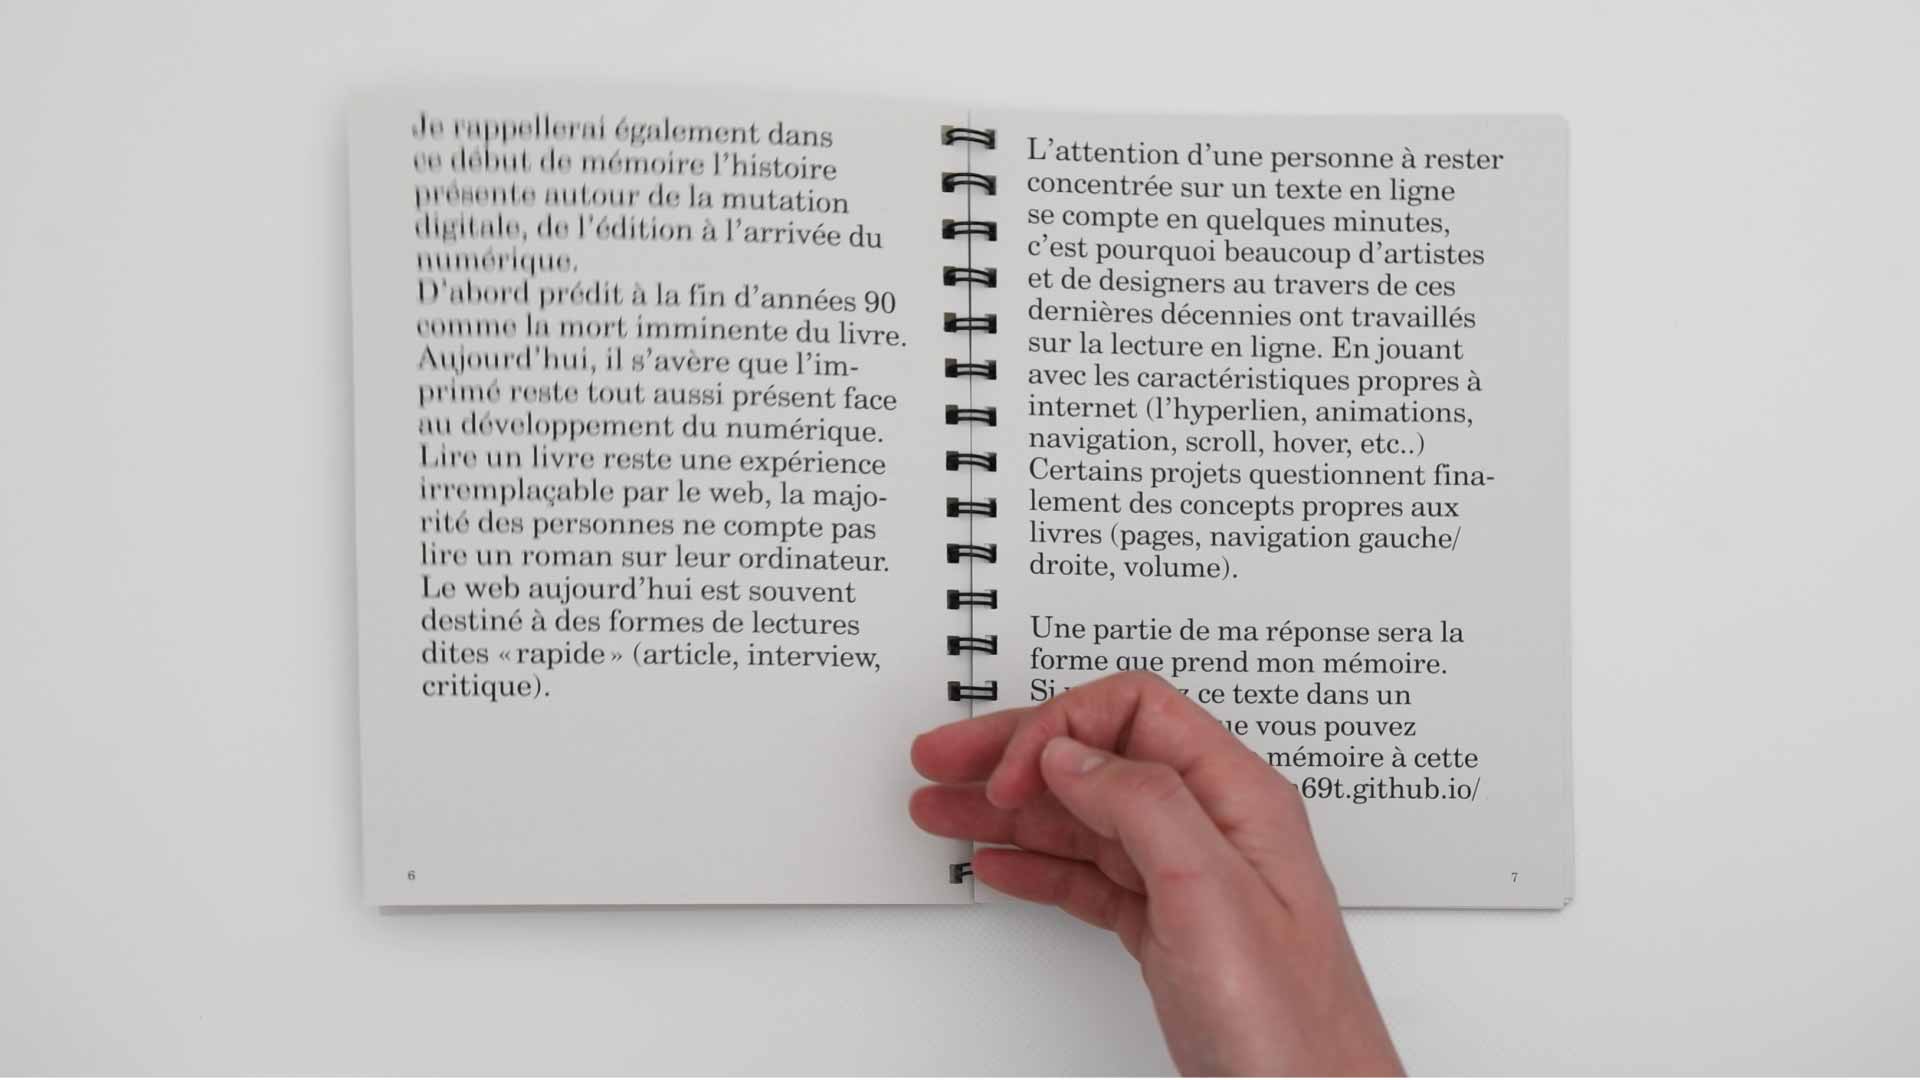 Je rappellerai également dans
ce début de mémoire l’histoire
présente autour de la mutation
digitale, de l’édition à l’arrivée du
numérique.
D’abord prédit à la fin d’années 90
comme la mort imminente du livre.
Aujourd’hui, il s’avère que l’im-
primé reste tout aussi présent face
au développement du numérique.
Lire un livre reste une expérience
irremplaçable par le web, la majo-
rité des personnes ne compte pas
lire un roman sur leur ordinateur.
Le web aujourd’hui est souvent
destiné à des formes de lectures
dites « rapide » (article, interview,
critique).
6
L’attention d’une personne à rester
concentrée sur un texte en ligne
se compte en quelques minutes,
c’est pourquoi beaucoup d’artistes
et de designers au travers de ces
dernières décennies ont travaillés
sur la lecture en ligne. En jouant
avec les caractéristiques propres à
internet (l’hyperlien, animations,
navigation, scroll, hover, etc..)
Certains projets questionnent fina-
lement des concepts propres aux
livres (pages, navigation gauche/
droite, volume).
Une partie de ma réponse sera la
forme que prend mon mémoire.
Si ce texte dans un
vous pouvez
mémoire à cette
69t.github.io/
7